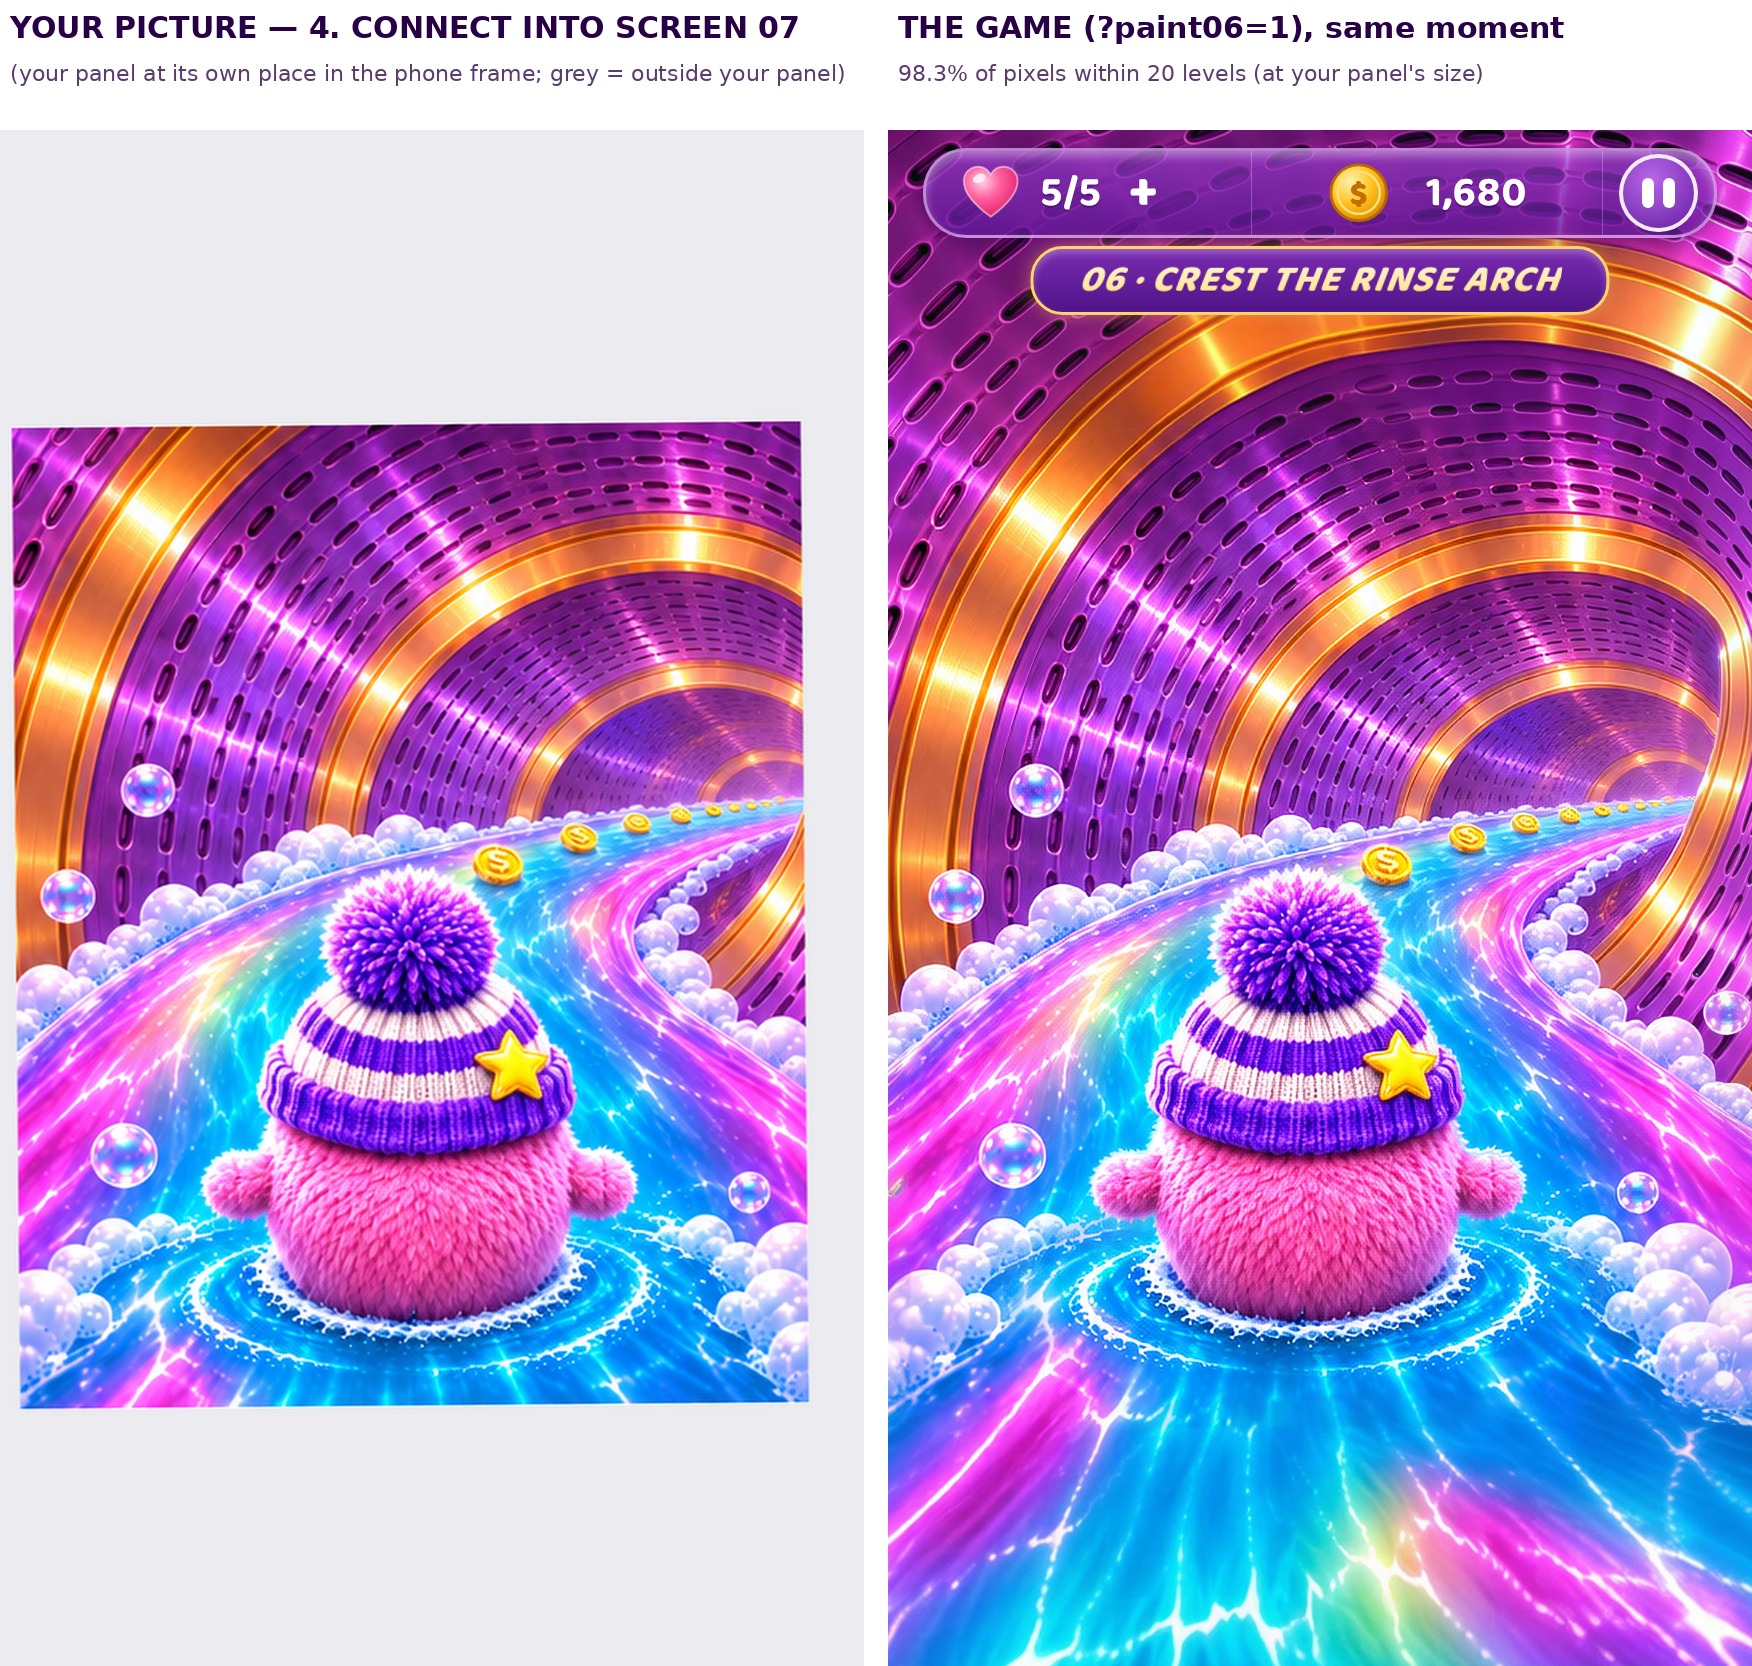 YOUR PICTURE — 4. CONNECT INTO SCREEN 07
(your panel at its own place in the phone frame; grey = outside your panel)
THE GAME (?paint06=1), same moment
98.3% of pixels within 20 levels (at your panel's size)
5/5 + $ 1,680
06 · CREST THE RINSE ARCH